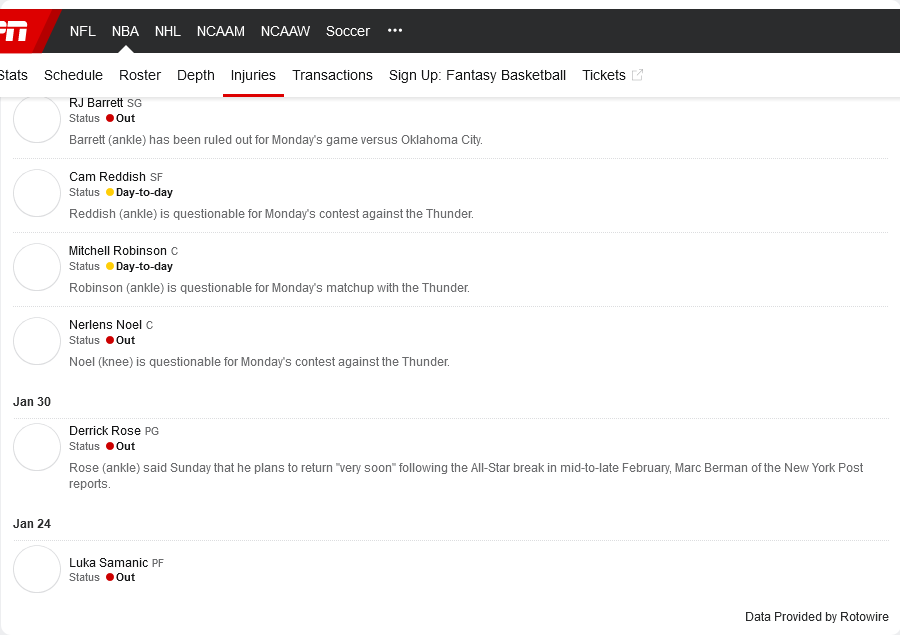 NFL NBA NHL NCAAM NCAAW Soccer •••
Stats Schedule Roster Depth Injuries Transactions Sign Up: Fantasy Basketball Tickets
RJ Barrett SG
Status Out
Barrett (ankle) has been ruled out for Monday's game versus Oklahoma City.
Cam Reddish SF
Status Day-to-day
Reddish (ankle) is questionable for Monday's contest against the Thunder.
Mitchell Robinson C
Status Day-to-day
Robinson (ankle) is questionable for Monday's matchup with the Thunder.
Nerlens Noel C
Status Out
Noel (knee) is questionable for Monday's contest against the Thunder.
Jan 30
Derrick Rose PG
Status Out
Rose (ankle) said Sunday that he plans to return "very soon" following the All-Star break in mid-to-late February, Marc Berman of the New York Post
reports.
Jan 24
Luka Samanic PF
Status Out
Data Provided by Rotowire